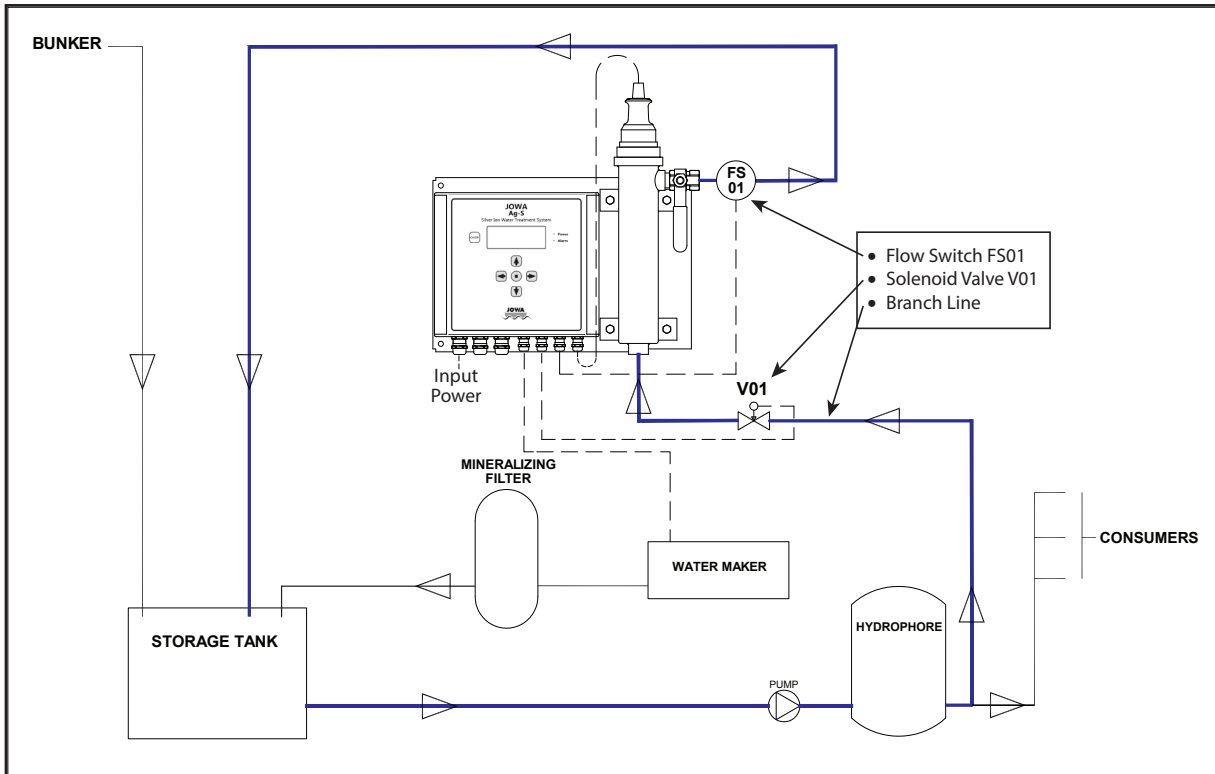 BUNKER
FS
01
JOWA
Ag-S
Silver Ion Water Treatment System
Power
Alarm
JOWA
• Flow Switch FS01
• Solenoid Valve V01
• Branch Line
Input
Power
V01
MINERALIZING
FILTER
WATER MAKER
CONSUMERS
STORAGE TANK
HYDROPHORE
PUMP